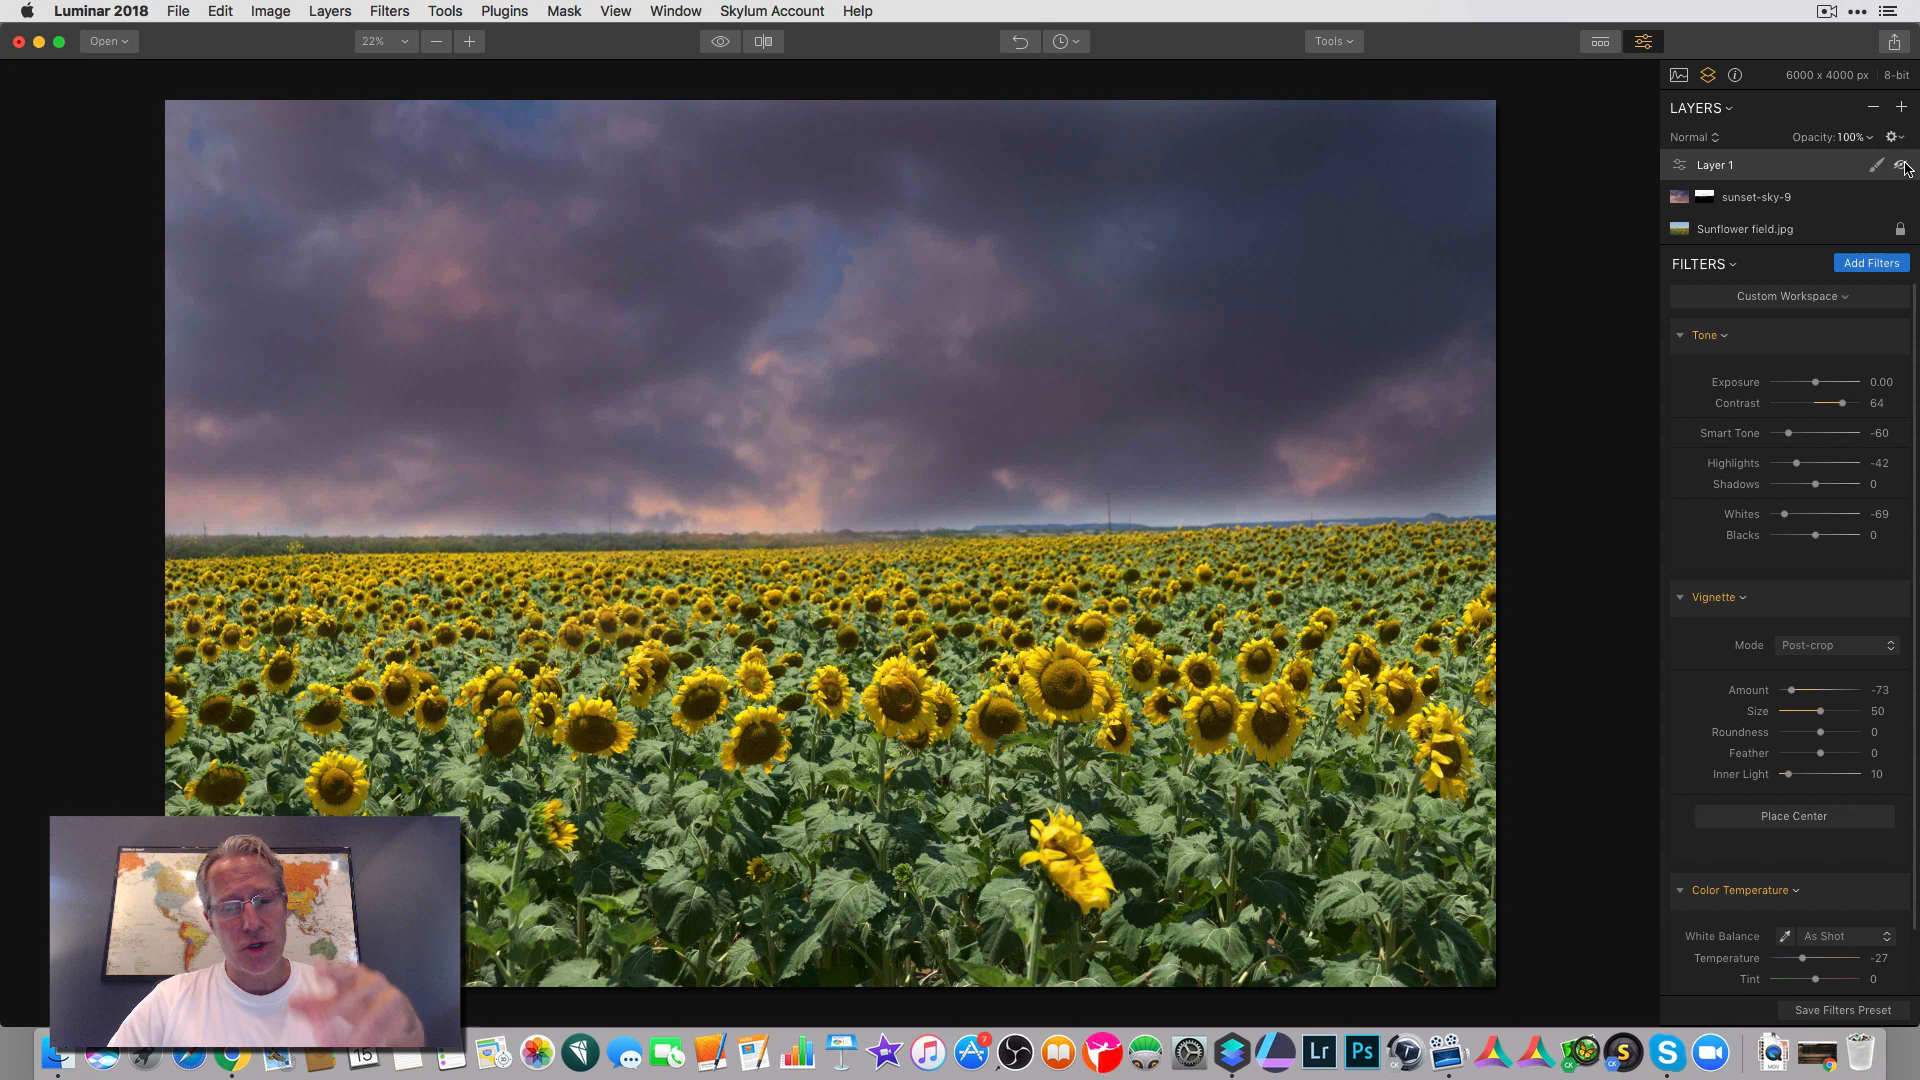 Luminar 2018 File Edit Image Layers Filters Tools Plugins Mask View Window Skylum Account Help
Open 22% Tools
6000 x 4000 px 8-bit
LAYERS
Normal Opacity: 100%
Layer 1
sunset-sky-9
Sunflower field.jpg
FILTERS Add Filters
Custom Workspace
Tone
Exposure 0.00
Contrast 64
Smart Tone -60
Highlights -42
Shadows 0
Whites -69
Blacks 0
Vignette
Mode Post-crop
Amount -73
Size 50
Roundness 0
Feather 0
Inner Light 10
Place Center
Color Temperature
White Balance As Shot
Temperature -27
Tint 0
Save Filters Preset
15 7 Lr Ps